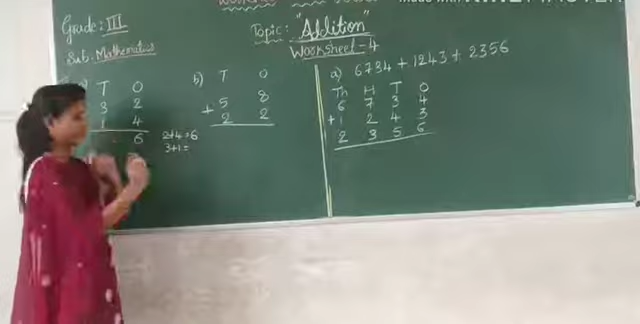 Grade: III
Topic: "Addition"
Sub: Mathematics
Worksheet-4
T O
3 2
1 4
6
2+4=6
3+1=
b) T O
5 8
+ 2 2
a) 6734+1243+2356
Th H T O
6 7 3 4
+ 1 2 4 3
2 3 5 6